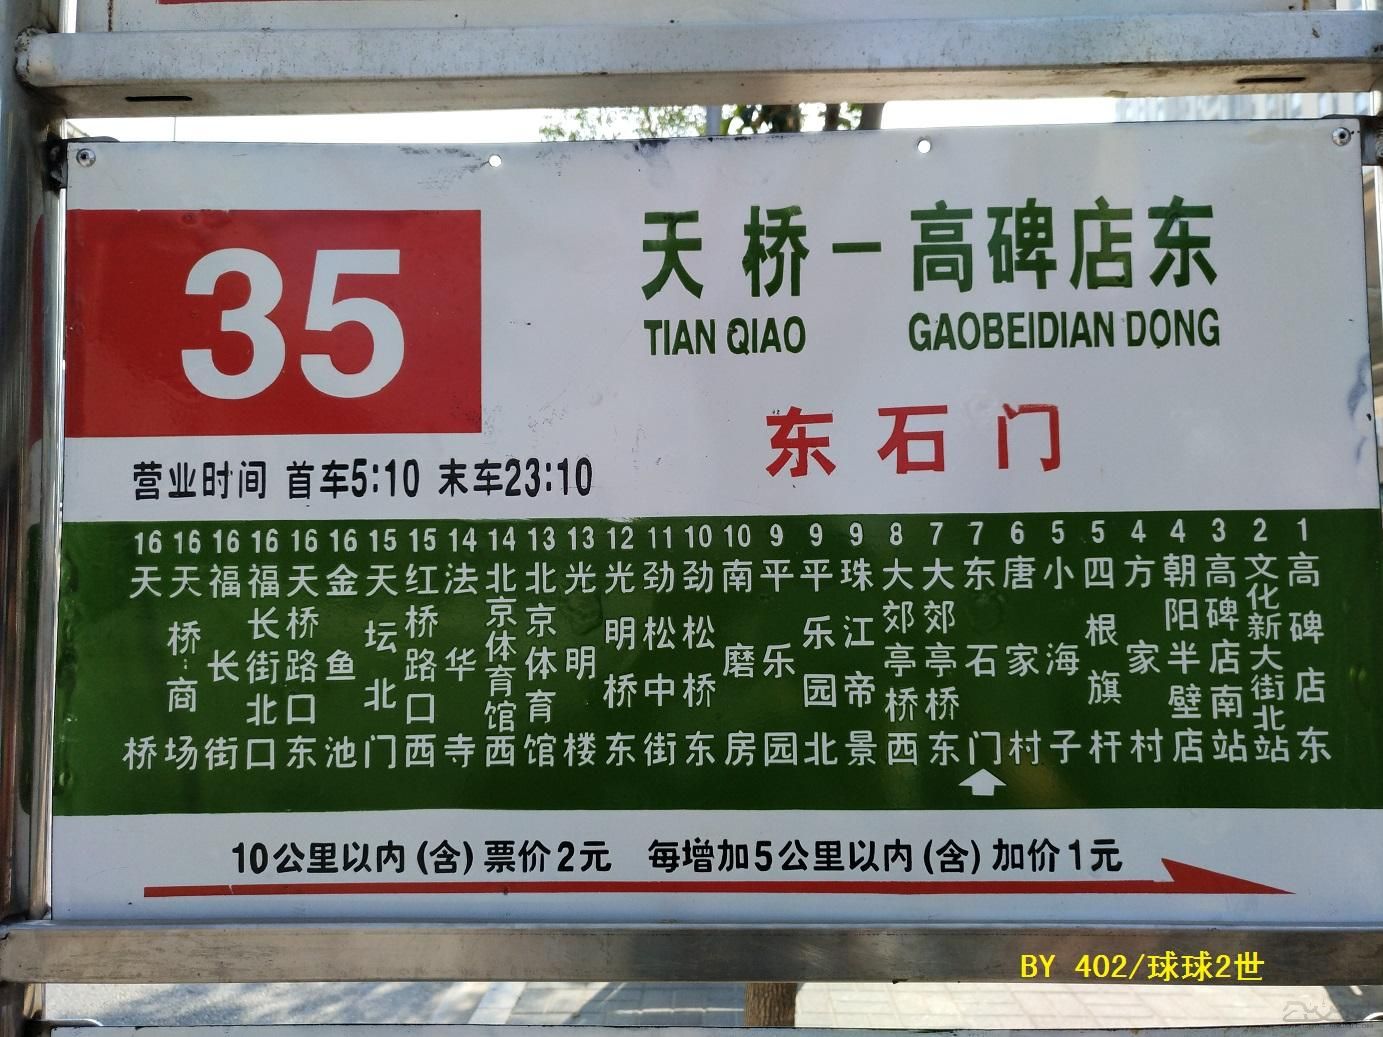 35
天桥—高碑店东
TIAN QIAO GAOBEIDIAN DONG
东石门
营业时间 首车5:10 末车23:10
16 16 16 16 16 16 15 15 14 14 13 13 12 11 10 10 9 9 9 8 7 7 6 5 5 4 4 3 2 1
天桥
天桥商场
福长街
福长街北口
天桥路口东
金鱼池
天坛北门
红桥路口西
法华寺
北京体育馆西
北京体育馆
光明楼
光明桥东
劲松中街
劲松桥东
南磨房
平乐园
平乐园北
珠江帝景
大郊亭桥西
大郊亭桥东
东石门
唐家村
小海子
四根旗杆
方家村
朝阳半壁店
高碑店南站
文化新大街北站
高碑店东
10公里以内(含)票价2元 每增加5公里以内(含)加价1元
BY 402/球球2世